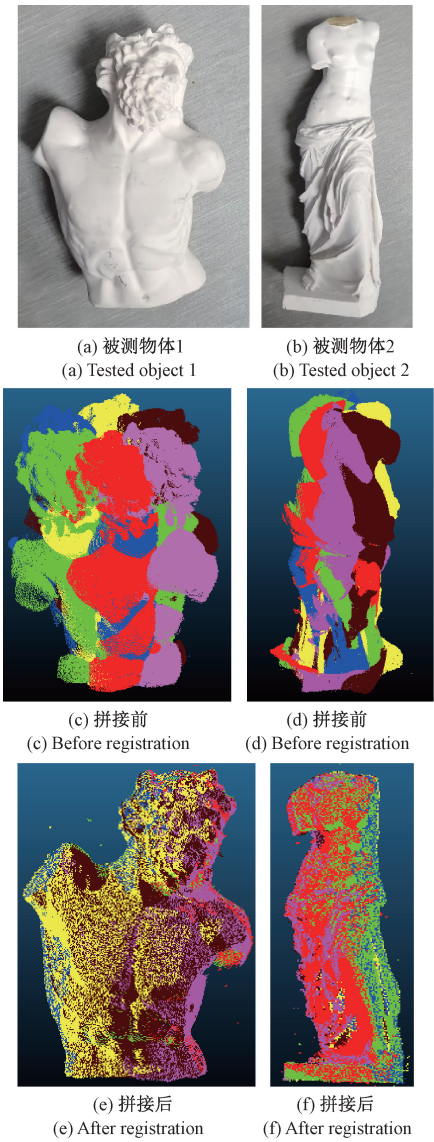 (a) 被测物体1
(a) Tested object 1
(b) 被测物体2
(b) Tested object 2
(c) 拼接前
(c) Before registration
(d) 拼接前
(d) Before registration
(e) 拼接后
(e) After registration
(f) 拼接后
(f) After registration